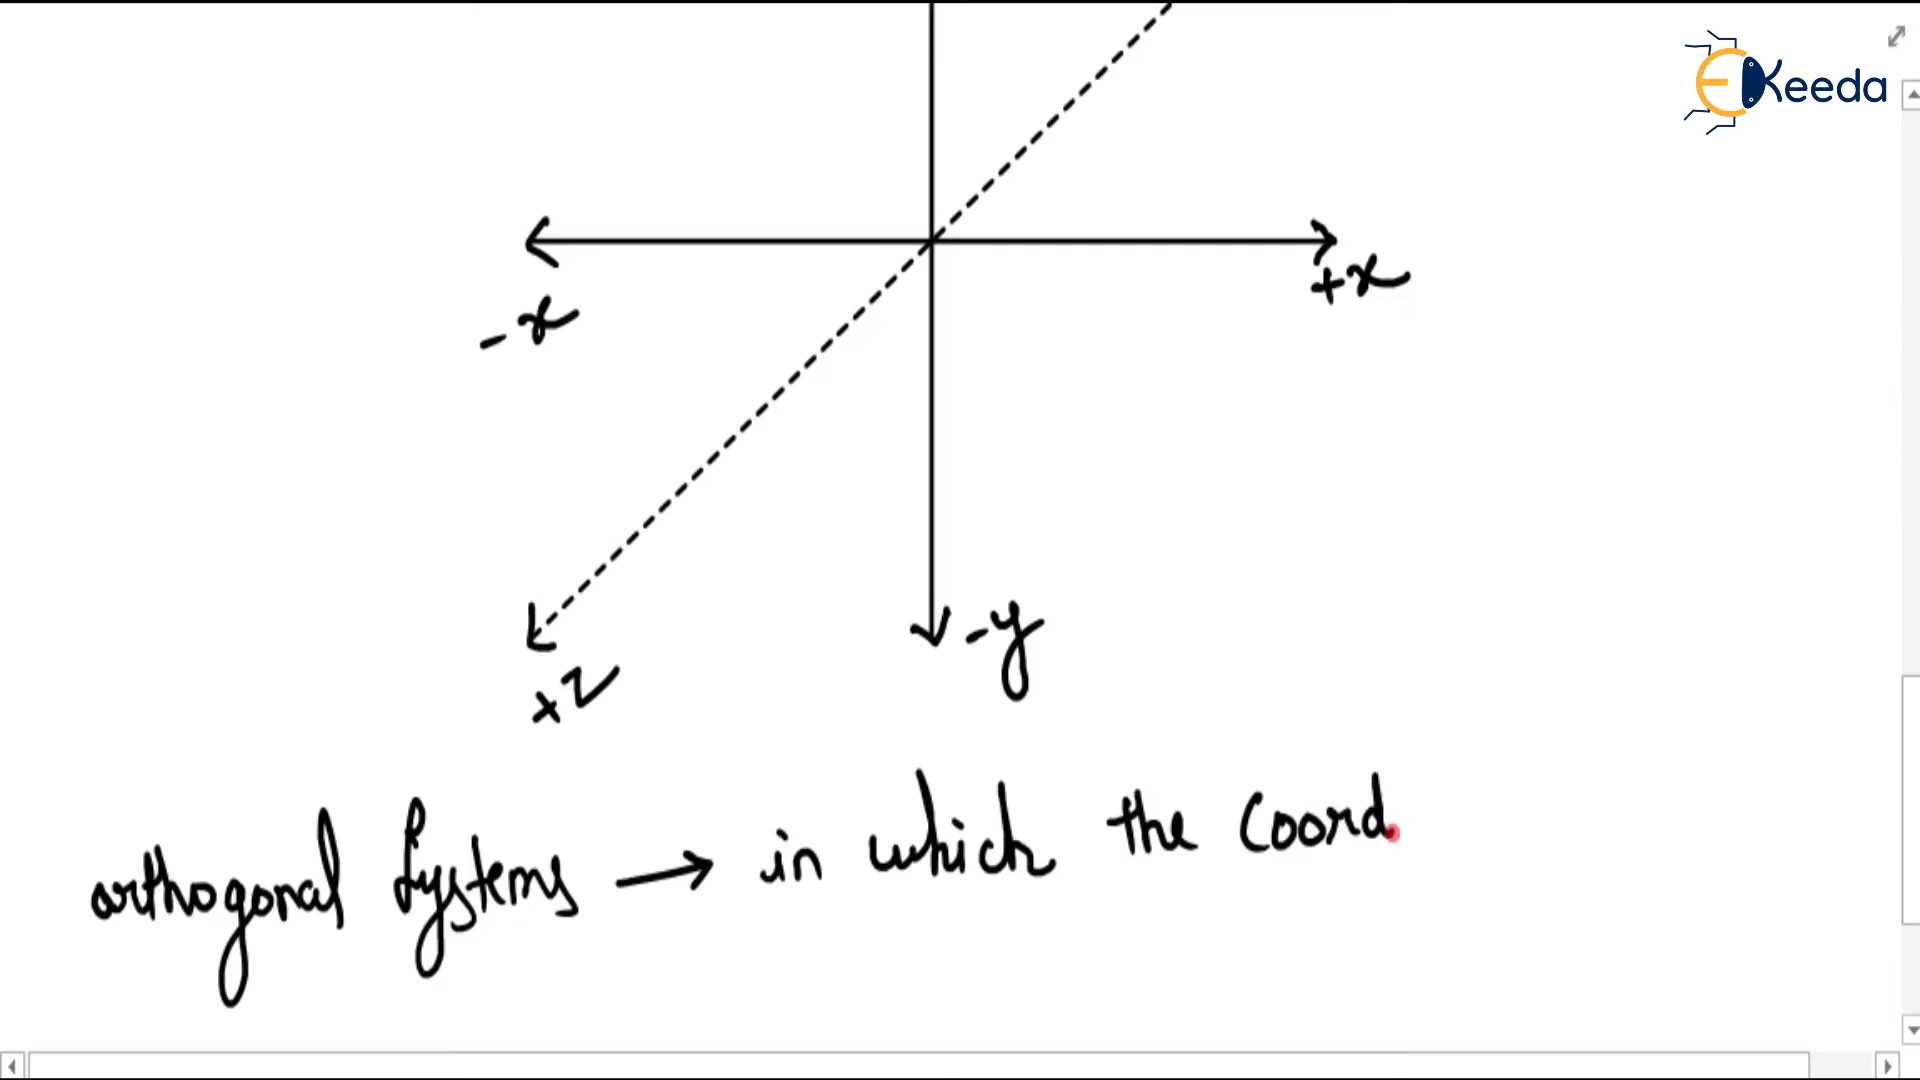 EKeeda
+x
-x
-y
+z
orthogonal Systems → in which the Coord